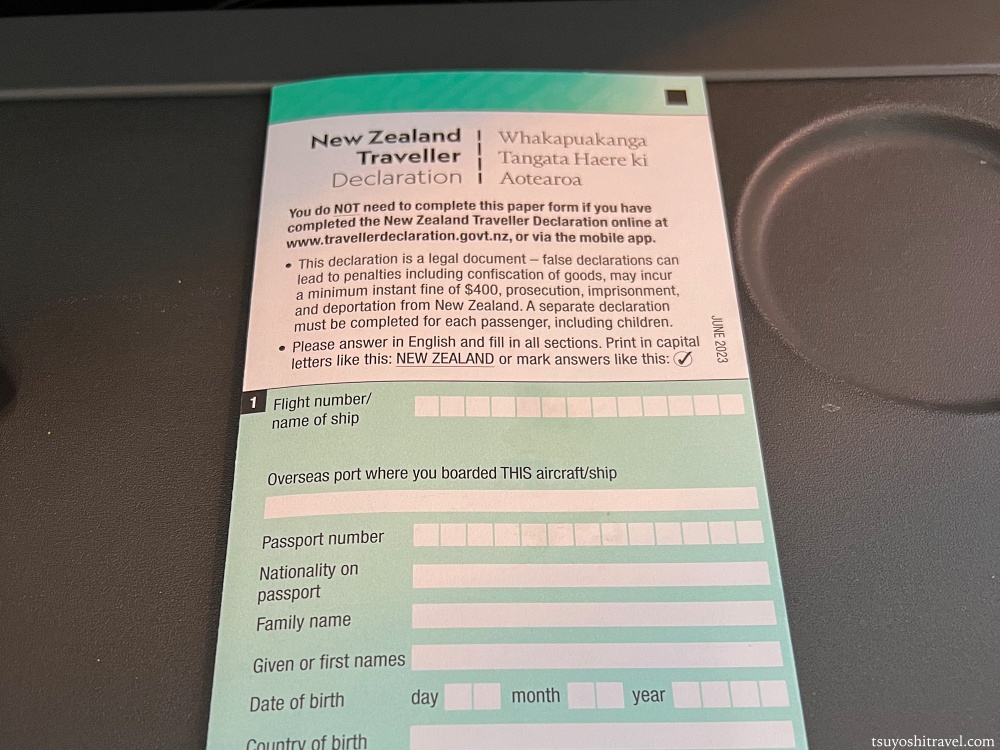 New Zealand
Traveller
Declaration
Whakapuakanga
Tangata Haere ki
Aotearoa
You do NOT need to complete this paper form if you have
completed the New Zealand Traveller Declaration online at
www.travellerdeclaration.govt.nz, or via the mobile app.
• This declaration is a legal document – false declarations can
lead to penalties including confiscation of goods, may incur
a minimum instant fine of $400, prosecution, imprisonment,
and deportation from New Zealand. A separate declaration
must be completed for each passenger, including children.
• Please answer in English and fill in all sections. Print in capital
letters like this: NEW ZEALAND or mark answers like this: ✓
JUNE 2023
1 Flight number/
name of ship
Overseas port where you boarded THIS aircraft/ship
Passport number
Nationality on
passport
Family name
Given or first names
Date of birth day month year
Country of birth
tsuyoshitravel.com